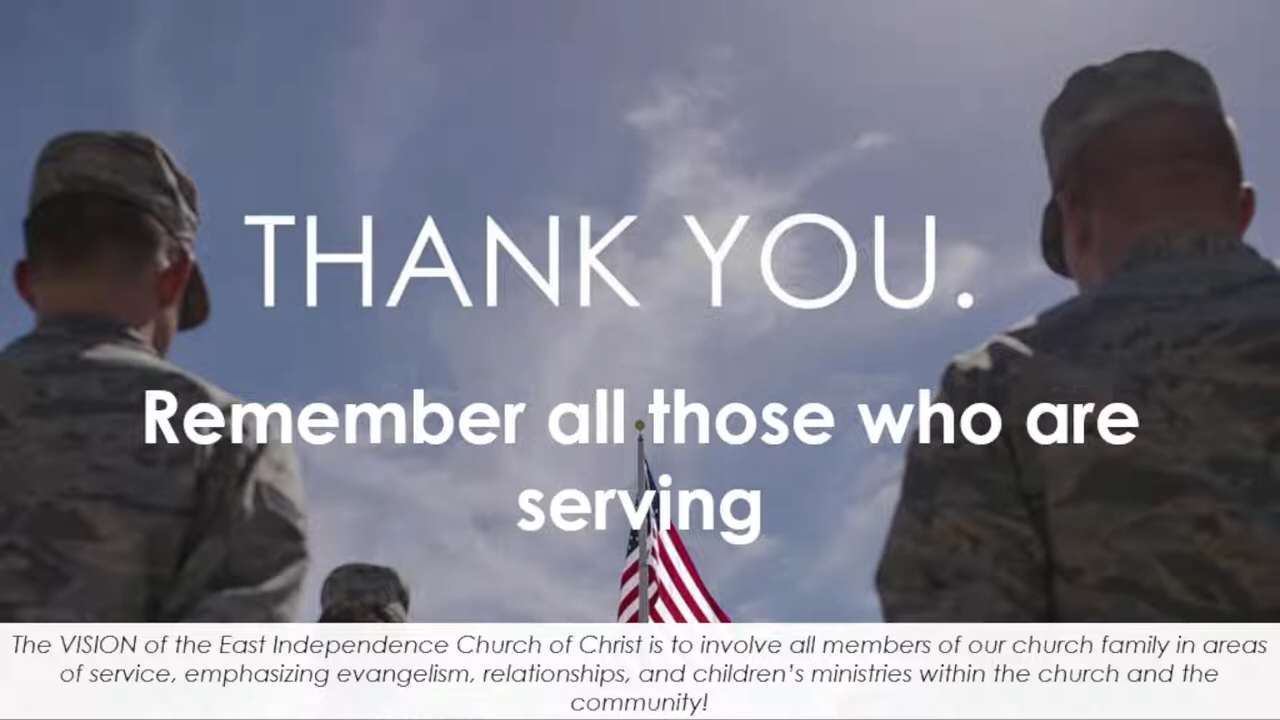 THANK YOU.
Remember all those who are
serving
The VISION of the East Independence Church of Christ is to involve all members of our church family in areas
of service, emphasizing evangelism, relationships, and children's ministries within the church and the
community!